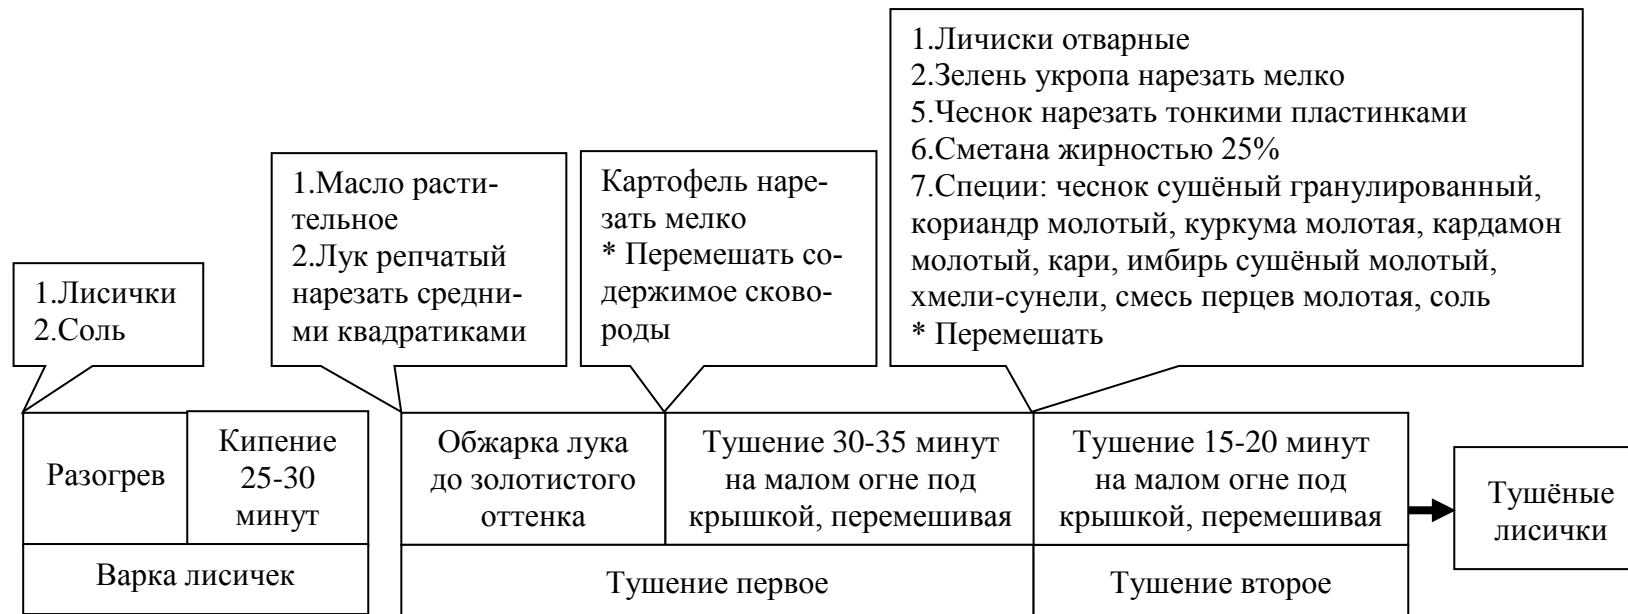 1.Лисички
2.Соль
1.Масло расти-
тельное
2.Лук репчатый
нарезать средни-
ми квадратиками
Картофель наре-
зать мелко
* Перемешать со-
держимое сково-
роды
1.Личиски отварные
2.Зелень укропа нарезать мелко
5.Чеснок нарезать тонкими пластинками
6.Сметана жирностью 25%
7.Специи: чеснок сушёный гранулированный,
кориандр молотый, куркума молотая, кардамон
молотый, кари, имбирь сушёный молотый,
хмели-сунели, смесь перцев молотая, соль
* Перемешать
Разогрев
Кипение
25-30
минут
Обжарка лука
до золотистого
оттенка
Тушение 30-35 минут
на малом огне под
крышкой, перемешивая
Тушение 15-20 минут
на малом огне под
крышкой, перемешивая
Тушёные
лисички
Варка лисичек
Тушение первое
Тушение второе